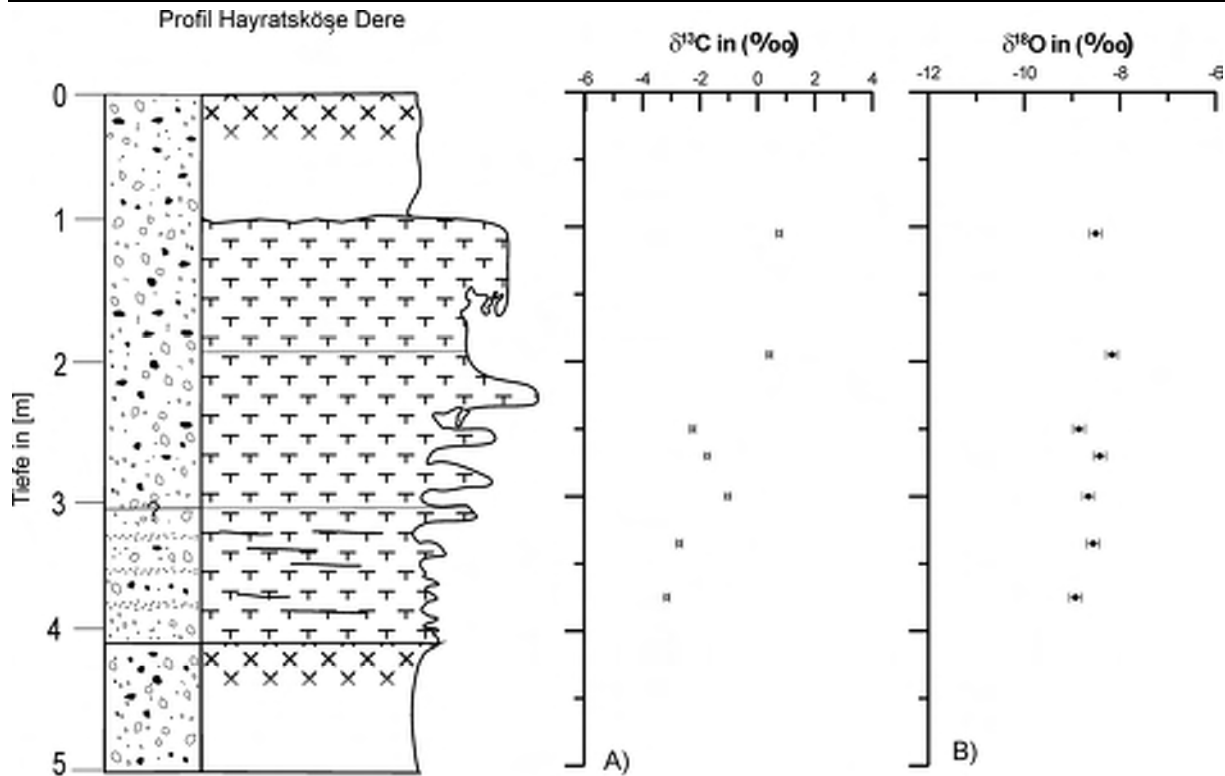 Profil Hayratsköşe Dere
δ¹³C in (‰)
δ¹⁸O in (‰)
-6 -4 -2 0 2 4
-12 -10 -8 -6
0
1
2
3
4
5
Tiefe in [m]
A)
B)